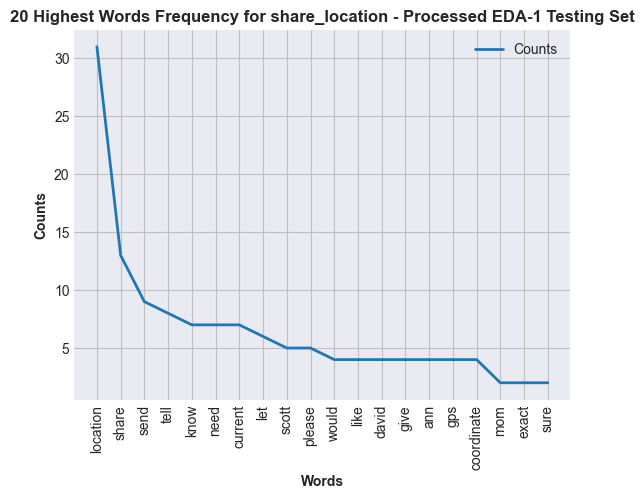 20 Highest Words Frequency for share_location - Processed EDA-1 Testing Set
Counts
30
25
20
15
10
5
Counts
location
share
send
tell
know
need
current
let
scott
please
would
like
david
give
ann
gps
coordinate
mom
exact
sure
Words